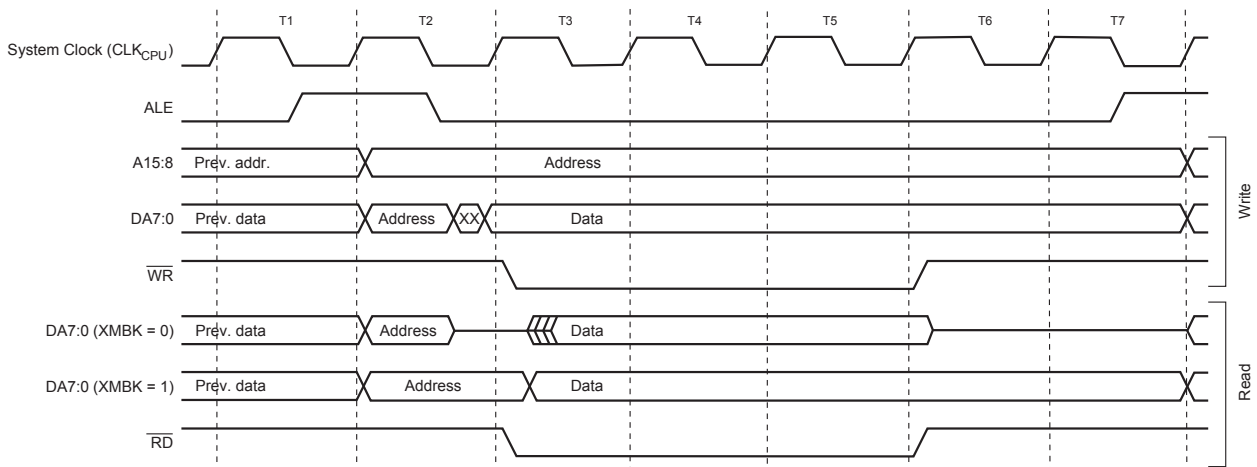 T1 T2 T3 T4 T5 T6 T7
System Clock (CLKCPU)
ALE
A15:8 Prev. addr. Address
DA7:0 Prev. data Address XX Data
WR
Write
DA7:0 (XMBK = 0) Prev. data Address Data
DA7:0 (XMBK = 1) Prev. data Address Data
RD
Read